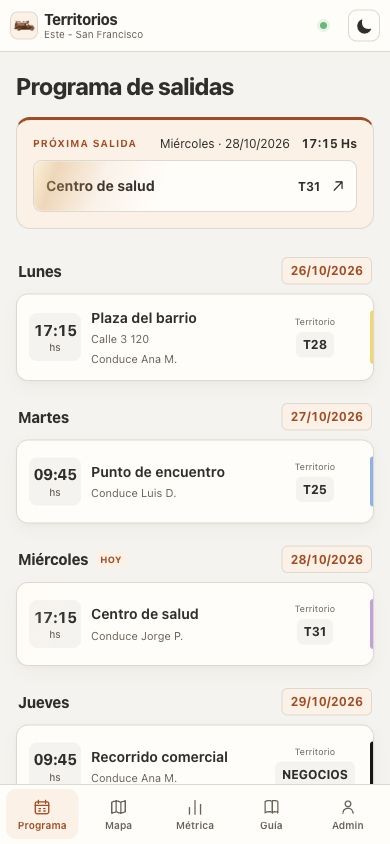 Territorios
Este - San Francisco
Programa de salidas
PRÓXIMA SALIDA Miércoles · 28/10/2026 17:15 Hs
Centro de salud T31
Lunes 26/10/2026
17:15 hs
Plaza del barrio
Calle 3 120
Conduce Ana M.
Territorio
T28
Martes 27/10/2026
09:45 hs
Punto de encuentro
Conduce Luis D.
Territorio
T25
Miércoles HOY 28/10/2026
17:15 hs
Centro de salud
Conduce Jorge P.
Territorio
T31
Jueves 29/10/2026
09:45 hs
Recorrido comercial
Conduce Ana M.
Territorio
NEGOCIOS
Programa Mapa Métrica Guía Admin